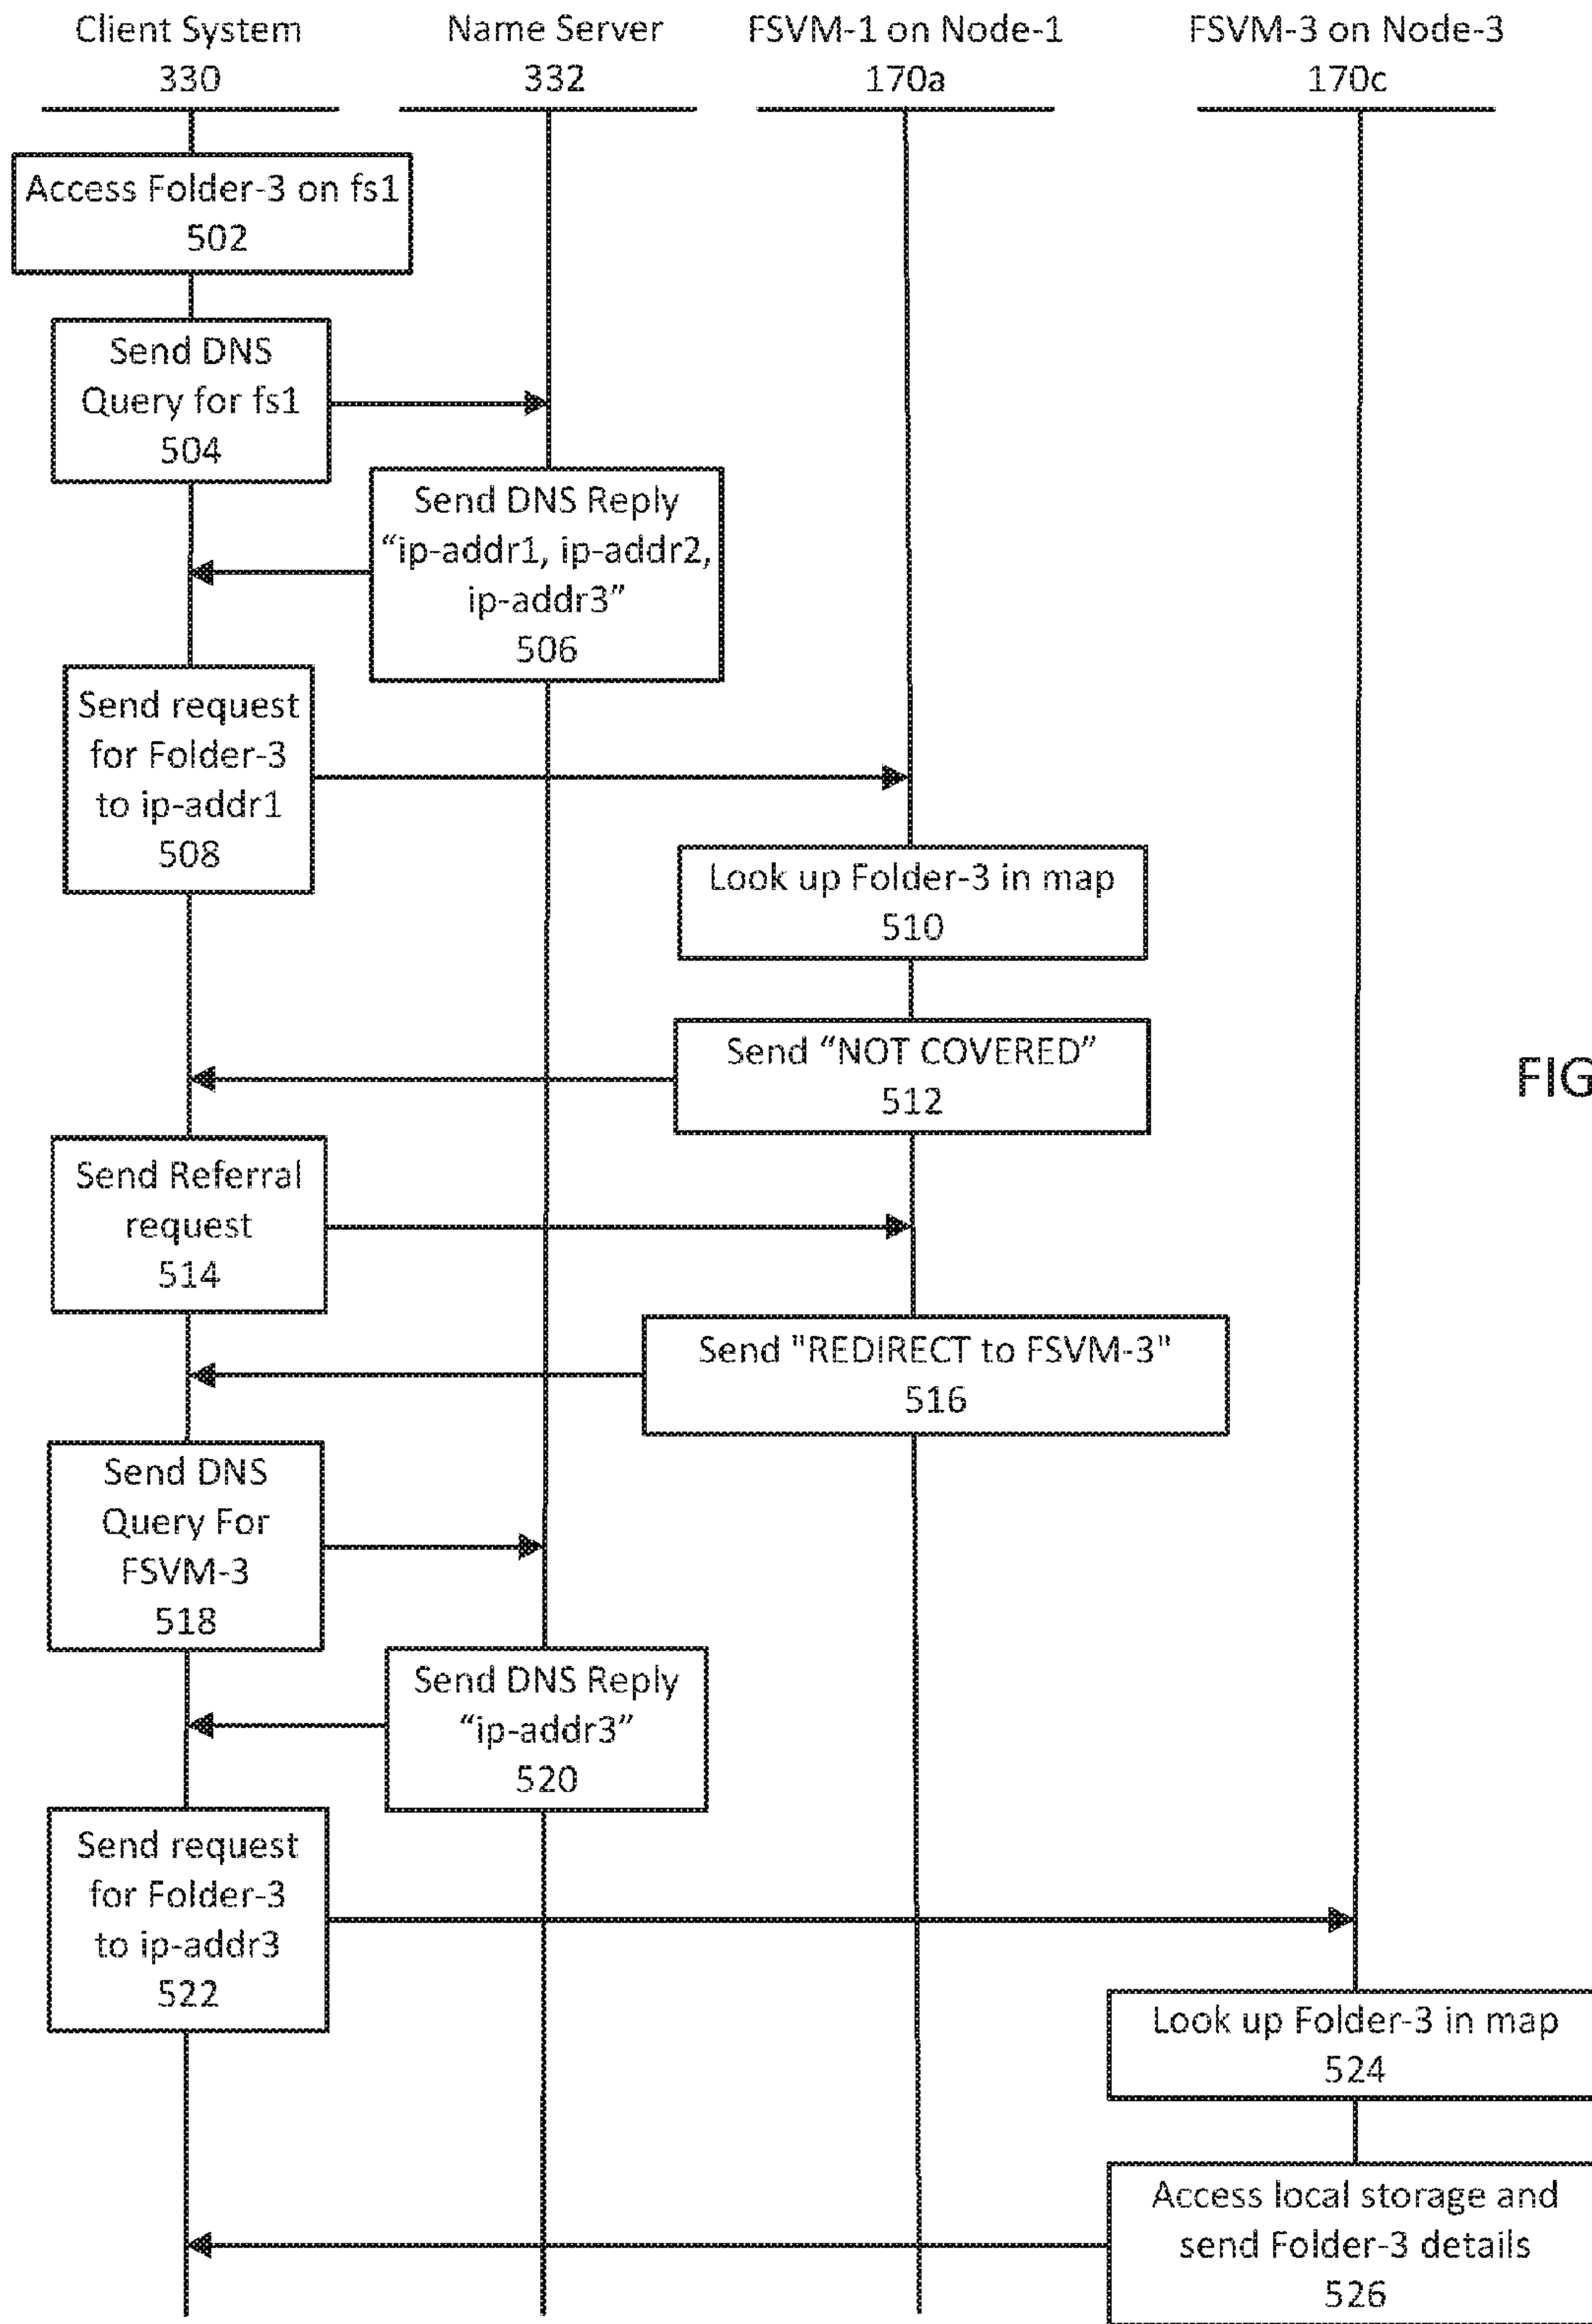 Client System
330
Name Server
332
FSVM-1 on Node-1
170a
FSVM-3 on Node-3
170c
Access Folder-3 on fs1
502
Send DNS
Query for fs1
504
Send DNS Reply
“ip-addr1, ip-addr2,
ip-addr3”
506
Send request
for Folder-3
to ip-addr1
508
Look up Folder-3 in map
510
Send “NOT COVERED”
512
FIG
Send Referral
request
514
Send "REDIRECT to FSVM-3"
516
Send DNS
Query For
FSVM-3
518
Send DNS Reply
“ip-addr3”
520
Send request
for Folder-3
to ip-addr3
522
Look up Folder-3 in map
524
Access local storage and
send Folder-3 details
526